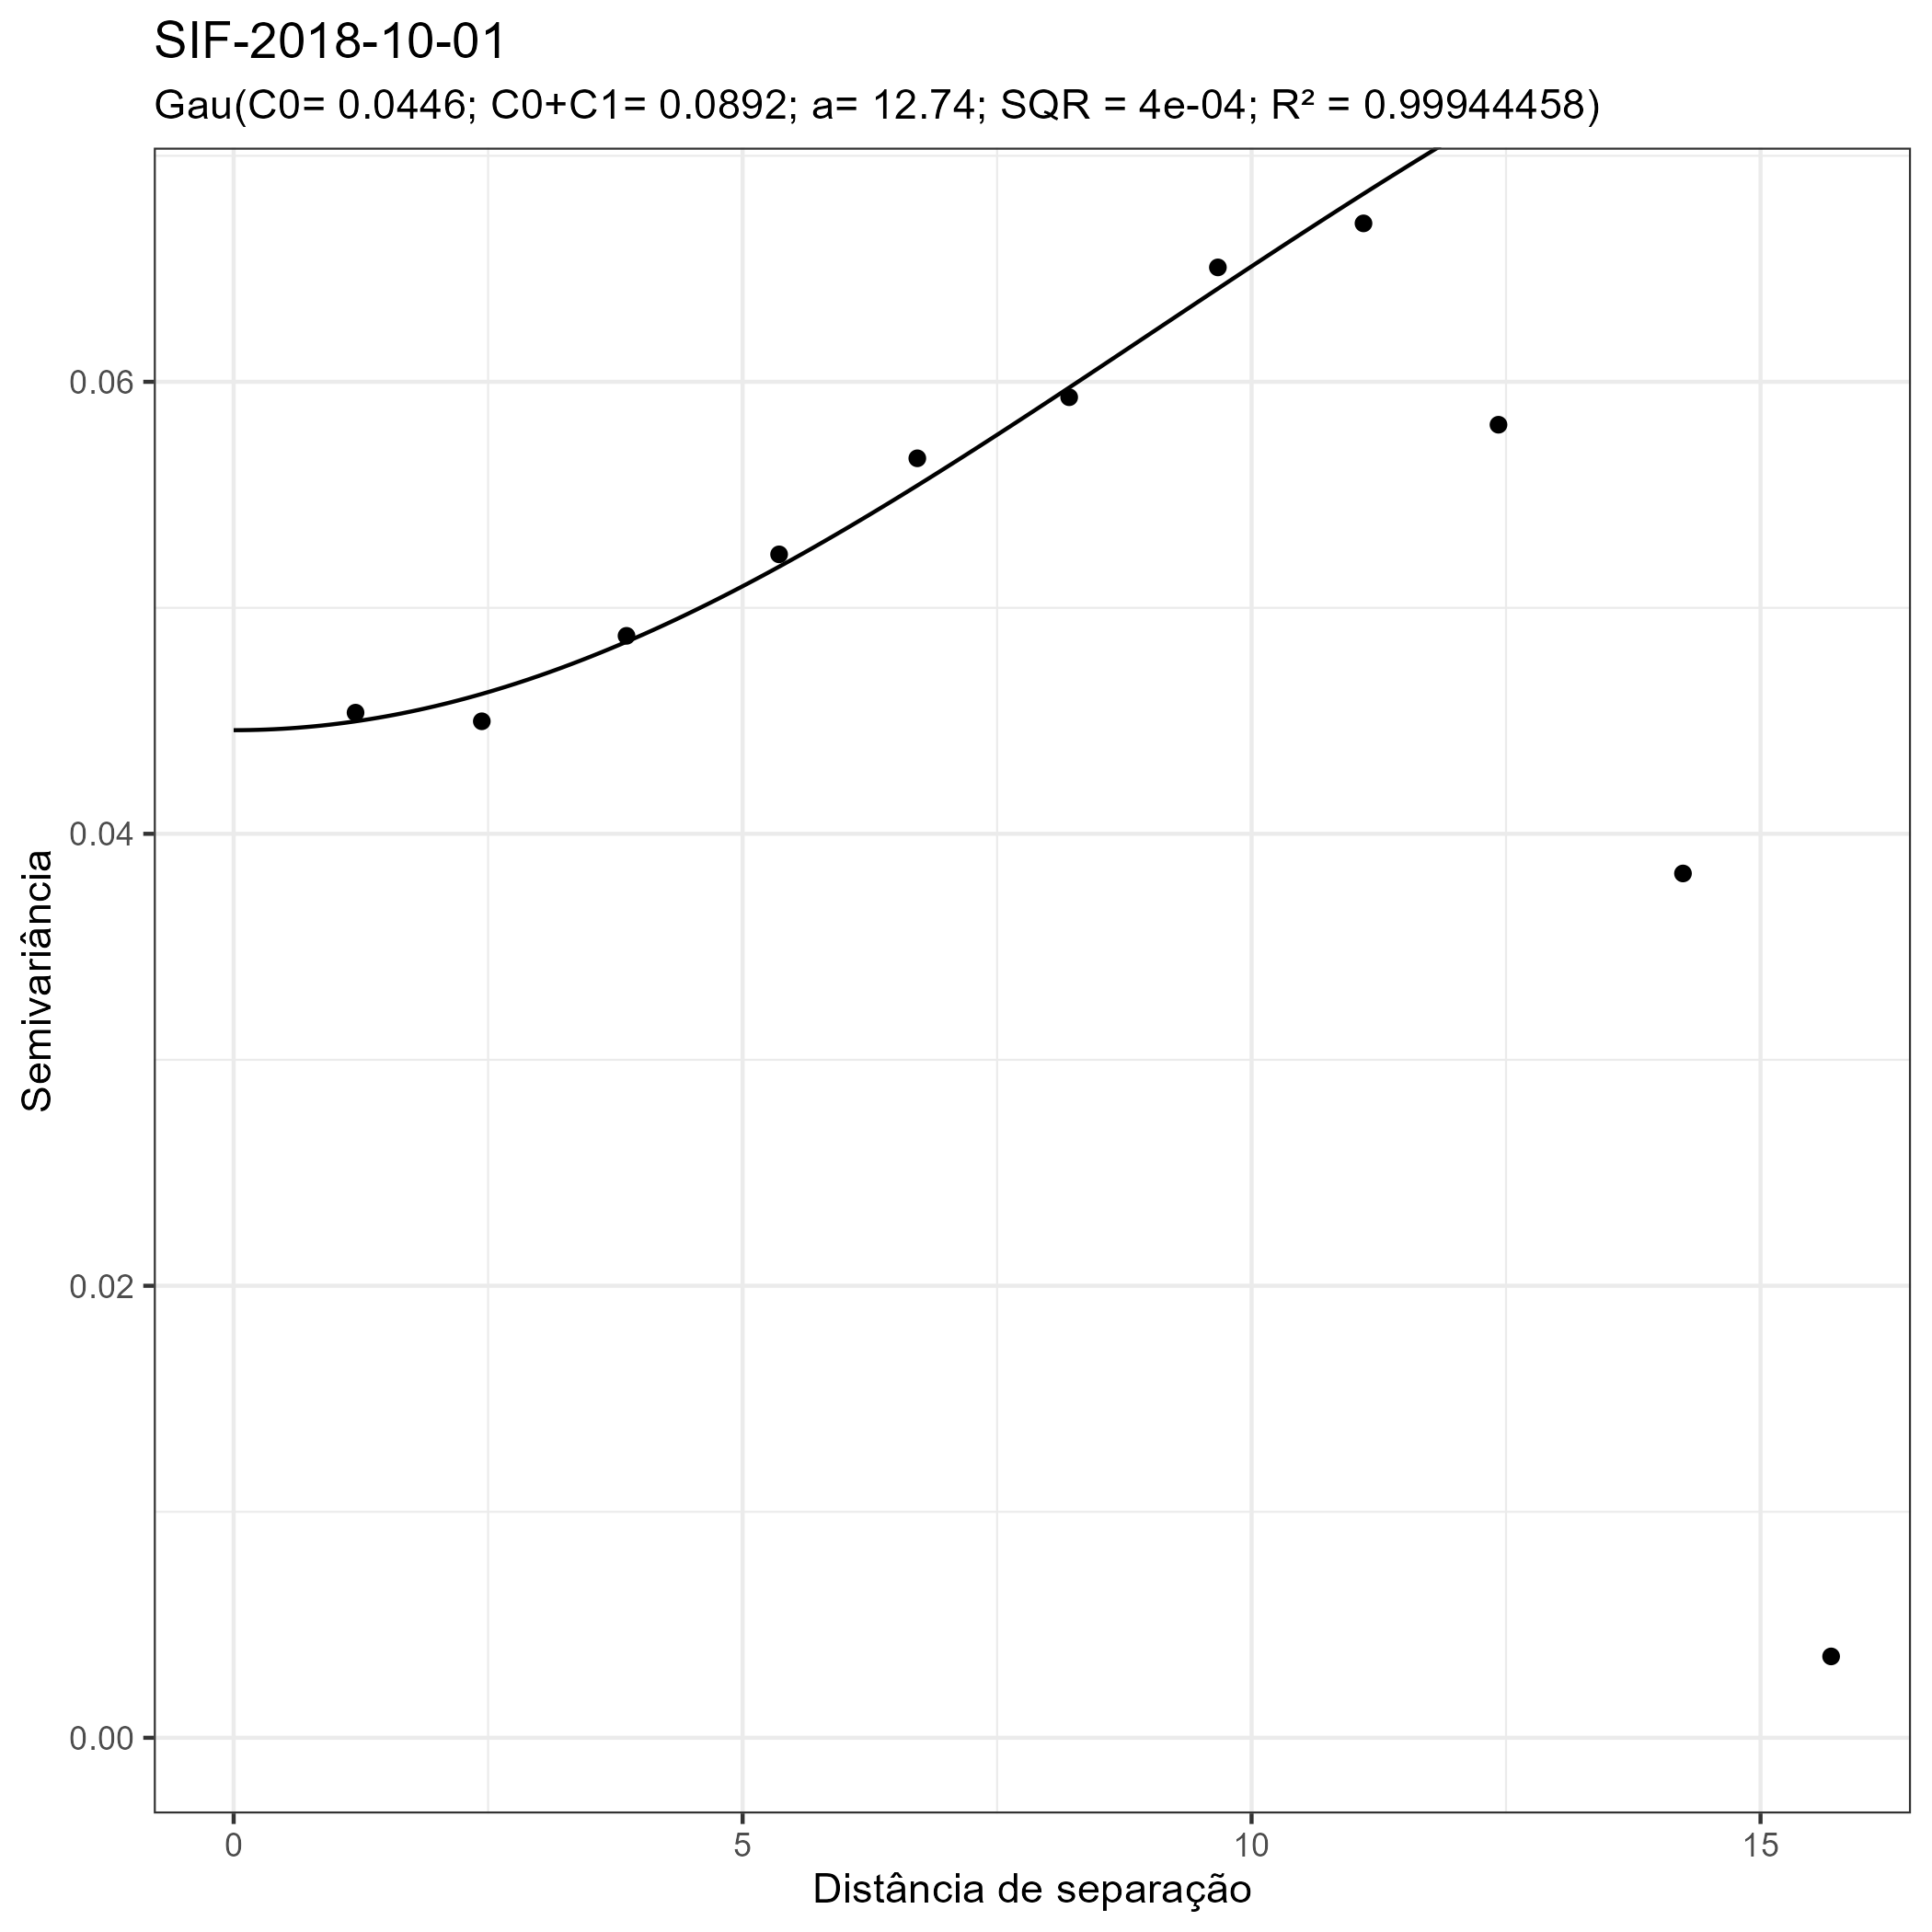 SIF-2018-10-01
Gau(C0= 0.0446; C0+C1= 0.0892; a= 12.74; SQR = 4e-04; R² = 0.99944458)
Semivariância
0.06
0.04
0.02
0.00
0 5 10 15
Distância de separação